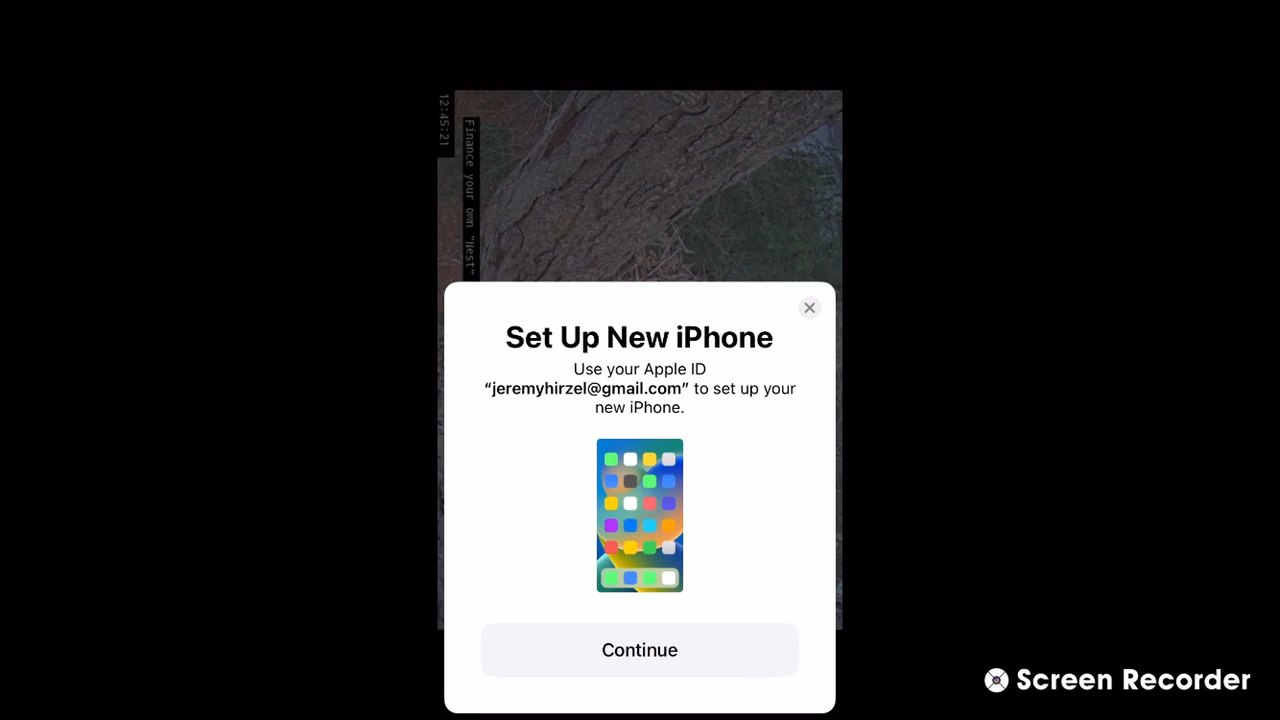 12:45:21
Finance your own "Nest"
Set Up New iPhone
Use your Apple ID
“jeremyhirzel@gmail.com” to set up your
new iPhone.
Continue
Screen Recorder